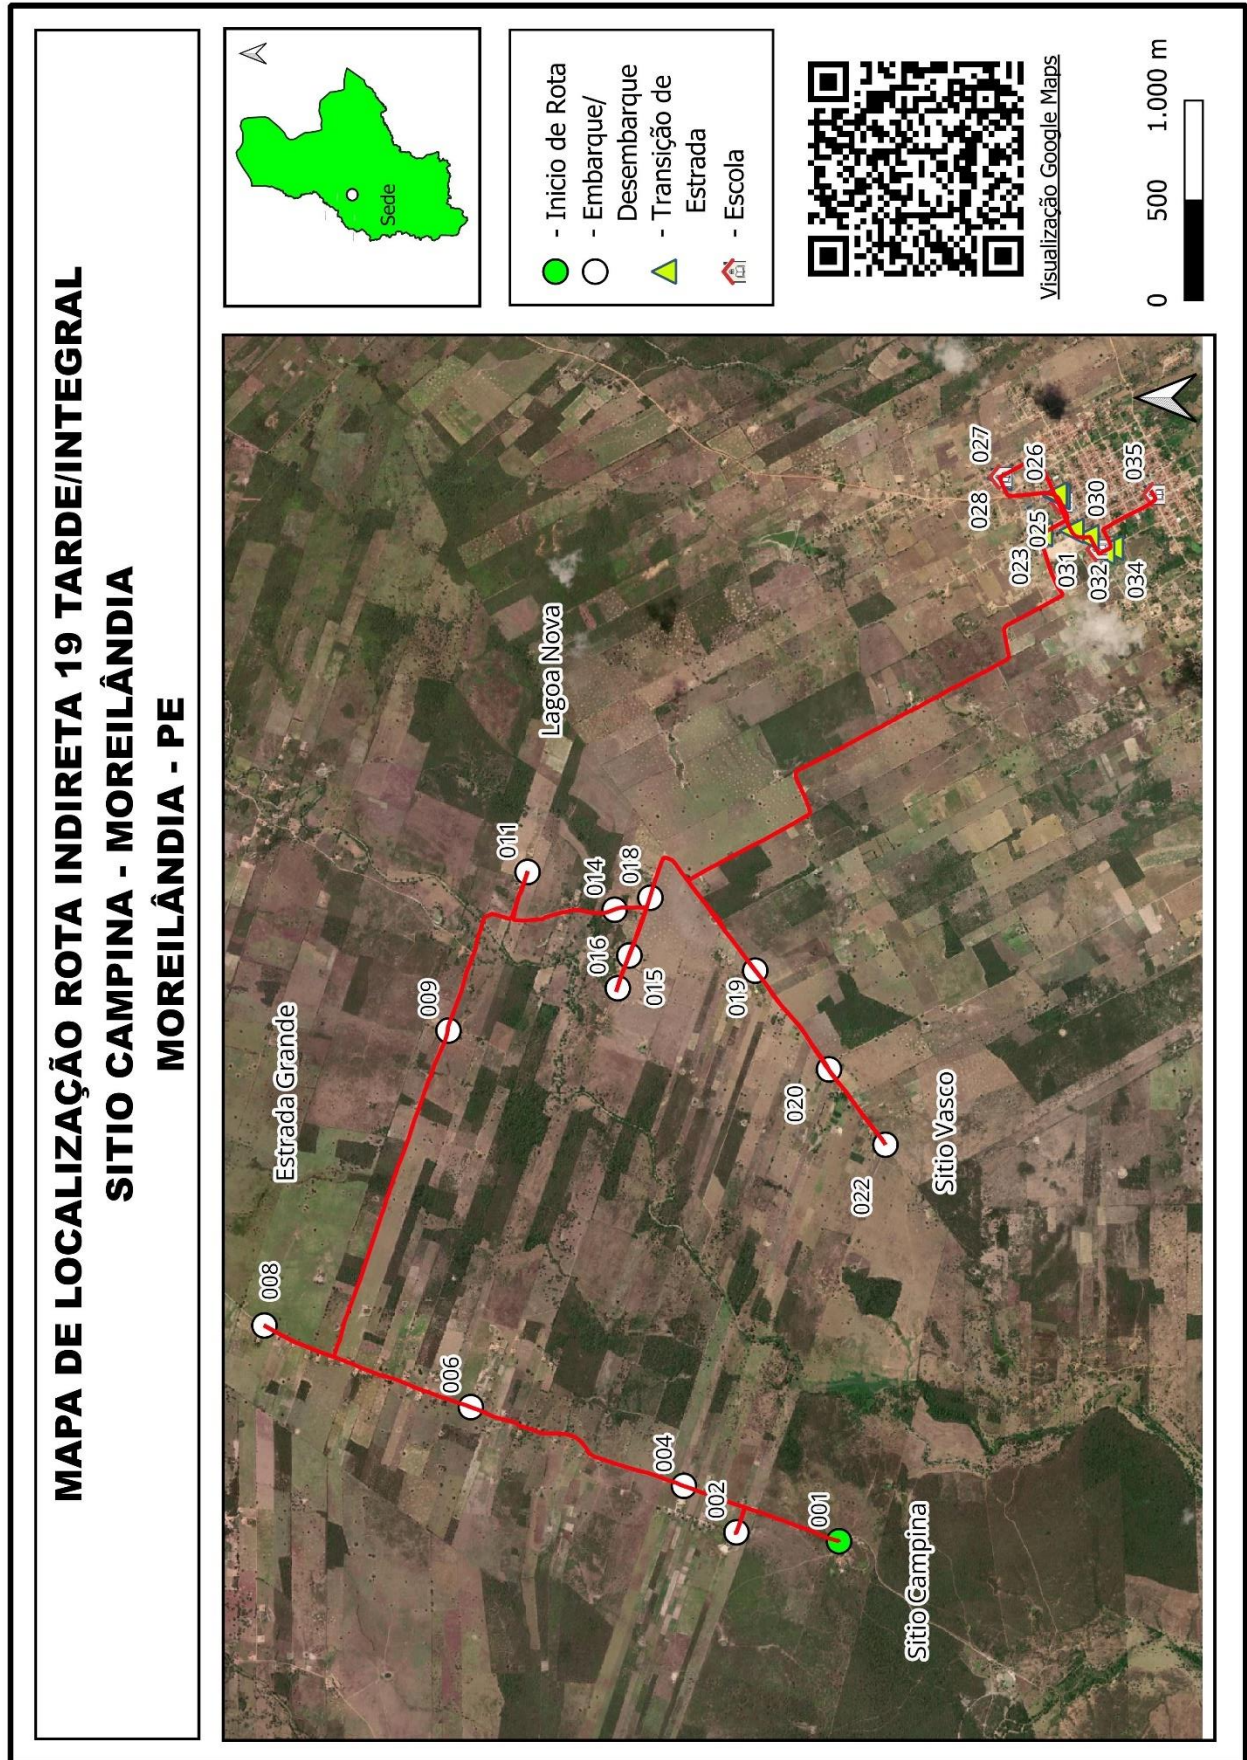 MAPA DE LOCALIZAÇÃO ROTA INDIRETA 19 TARDE/INTEGRAL
SITIO CAMPINA - MOREILÂNDIA
MOREILÂNDIA - PE
Sede
- Inicio de Rota
- Embarque/
Desembarque
- Transição de
Estrada
- Escola
Visualização Google Maps
0 500 1.000 m
Estrada Grande
008
009
006
011
Lagoa Nova
014
016
018
015
004
002
019
001
020
022
Sitio Campina
Sitio Vasco
027
028
026
023
025
030
031
032
035
034